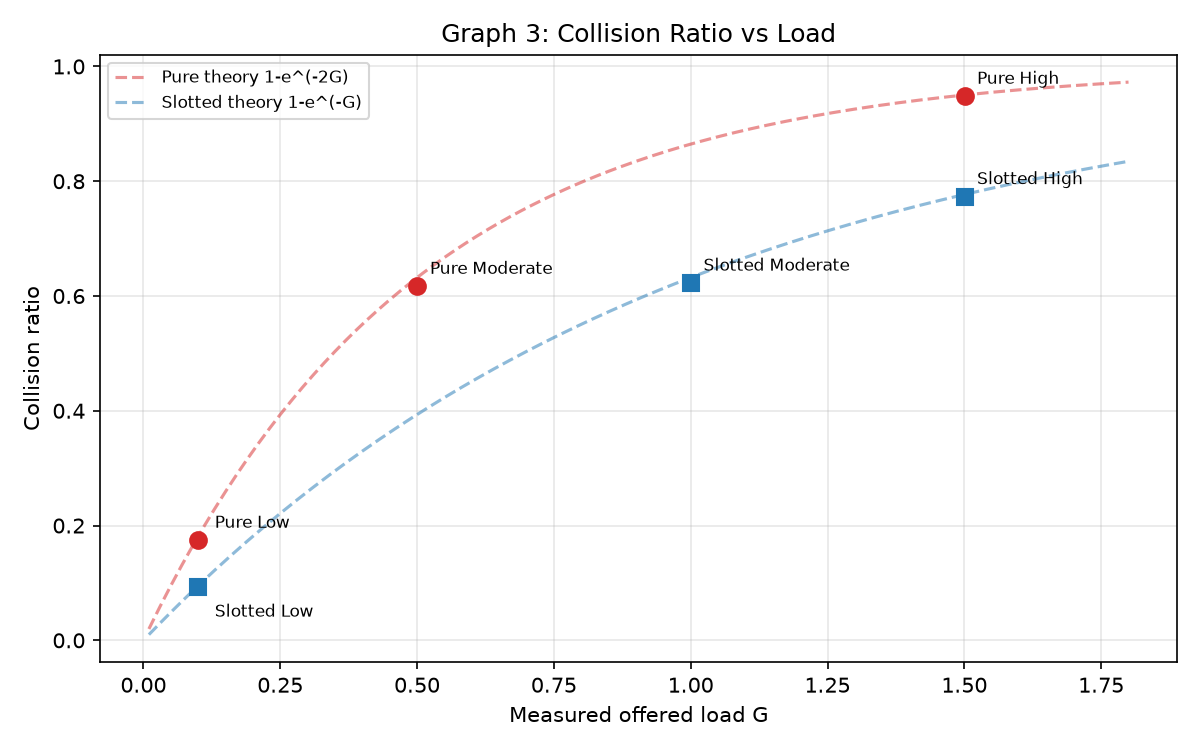 Graph 3: Collision Ratio vs Load
Pure theory 1-e^(-2G)
Slotted theory 1-e^(-G)
Pure High
Slotted High
Slotted Moderate
Pure Moderate
Pure Low
Slotted Low
Collision ratio
1.0
0.8
0.6
0.4
0.2
0.0
0.00 0.25 0.50 0.75 1.00 1.25 1.50 1.75
Measured offered load G